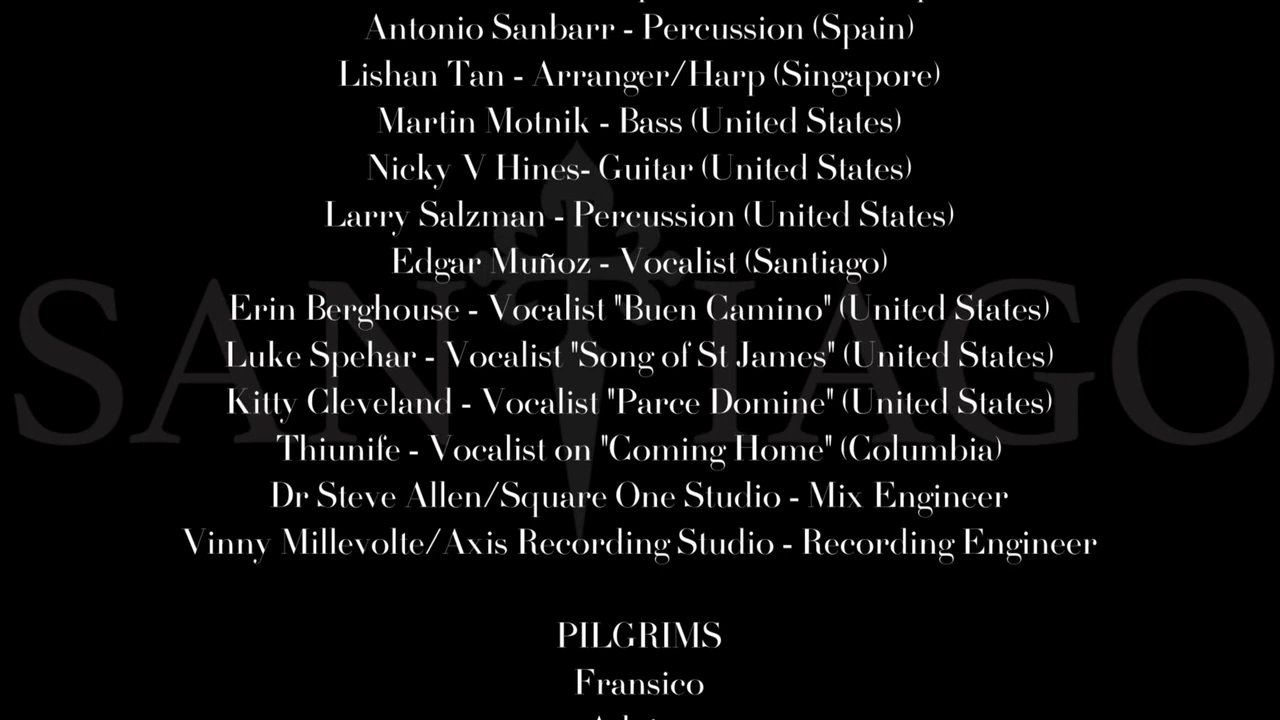 Antonio Sanbarr - Percussion (Spain)
Lishan Tan - Arranger/Harp (Singapore)
Martin Motnik - Bass (United States)
Nicky V Hines- Guitar (United States)
Larry Salzman - Percussion (United States)
Edgar Muñoz - Vocalist (Santiago)
Erin Berghouse - Vocalist "Buen Camino" (United States)
Luke Spehar - Vocalist "Song of St James" (United States)
Kitty Cleveland - Vocalist "Parce Domine" (United States)
Thiunife - Vocalist on "Coming Home" (Columbia)
Dr Steve Allen/Square One Studio - Mix Engineer
Vinny Millevolte/Axis Recording Studio - Recording Engineer
PILGRIMS
Fransico
SANTIAGO